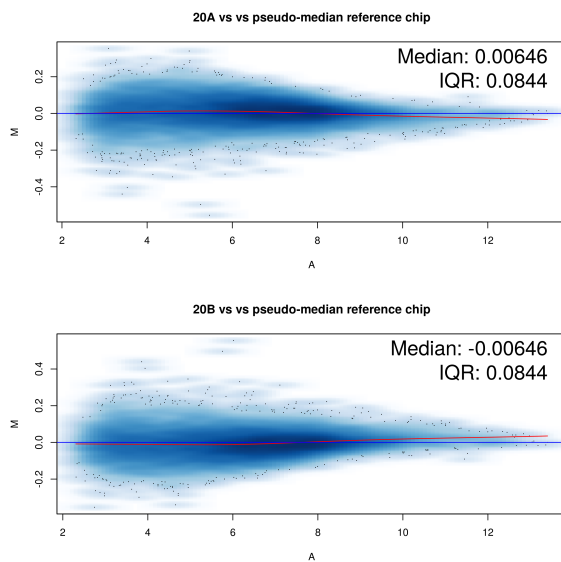 20A vs vs pseudo-median reference chip
Median: 0.00646
IQR: 0.0844
0.2
0.0
-0.2
-0.4
M
2 4 6 8 10 12
A
20B vs vs pseudo-median reference chip
Median: -0.00646
IQR: 0.0844
0.4
0.2
0.0
-0.2
M
2 4 6 8 10 12
A